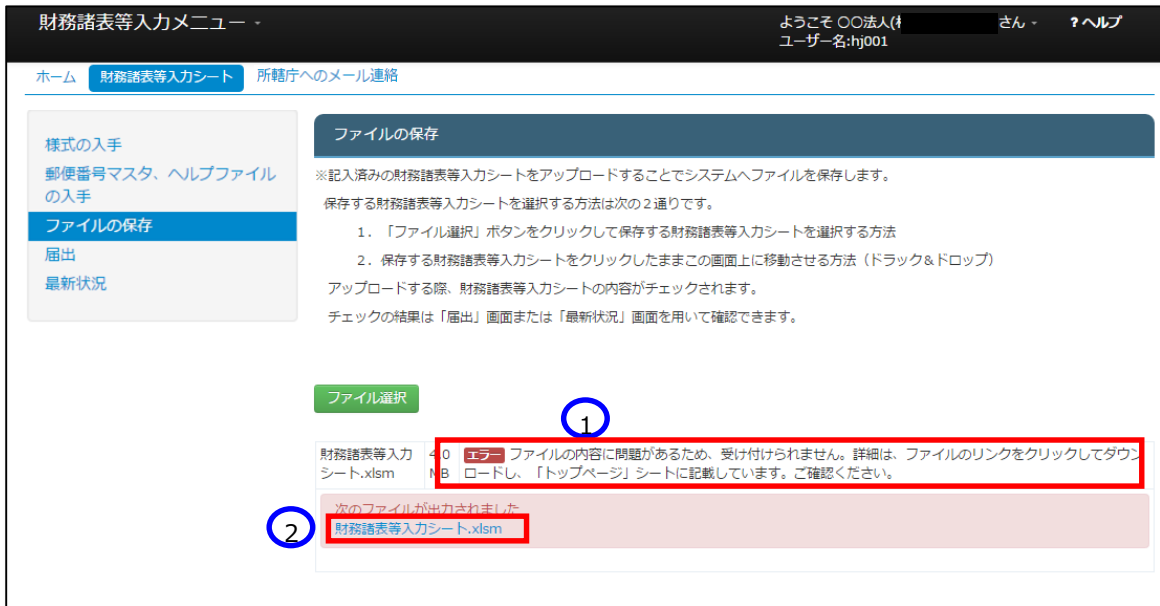 財務諸表等入力メニュー
ようこそ 〇〇法人( さん ?ヘルプ
ユーザー名:hj001
ホーム 財務諸表等入力シート 所轄庁へのメール連絡
様式の入手
郵便番号マスタ、ヘルプファイル
の入手
ファイルの保存
届出
最新状況
ファイルの保存
※記入済みの財務諸表等入力シートをアップロードすることでシステムへファイルを保存します。
保存する財務諸表等入力シートを選択する方法は次の２通りです。
１．「ファイル選択」ボタンをクリックして保存する財務諸表等入力シートを選択する方法
２．保存する財務諸表等入力シートをクリックしたままこの画面上に移動させる方法（ドラック＆ドロップ）
アップロードする際、財務諸表等入力シートの内容がチェックされます。
チェックの結果は「届出」画面または「最新状況」画面を用いて確認できます。
ファイル選択
1
財務諸表等入力 エラー ファイルの内容に問題があるため、受け付けられません。詳細は、ファイルのリンクをクリックしてダウン
シート.xlsm MB ロードし、「トップページ」シートに記載しています。ご確認ください。
次のファイルが出力されました
2
財務諸表等入力シート.xlsm